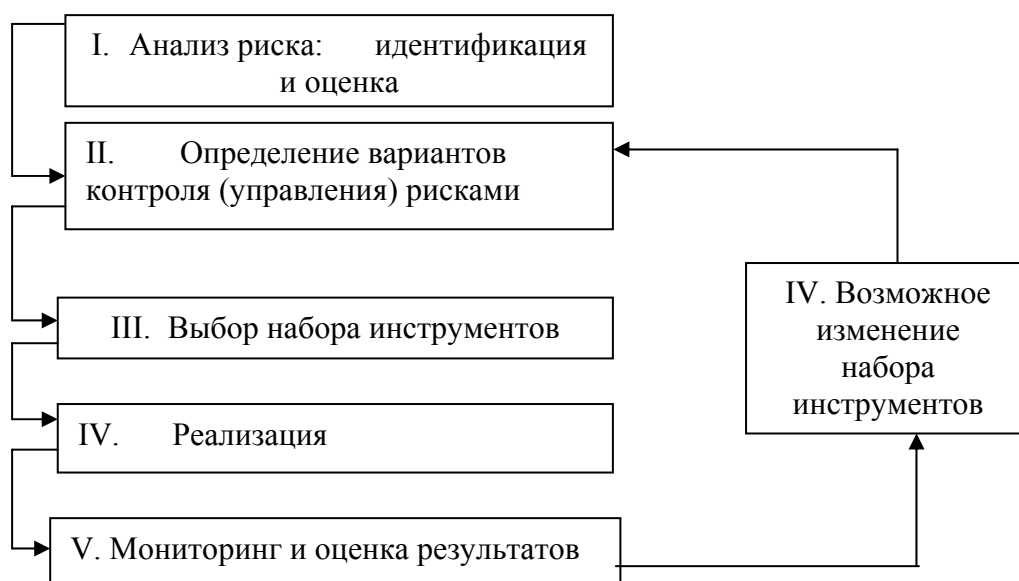 I. Анализ риска: идентификация
и оценка
II. Определение вариантов
контроля (управления) рисками
III. Выбор набора инструментов
IV. Реализация
V. Мониторинг и оценка результатов
IV. Возможное
изменение
набора
инструментов